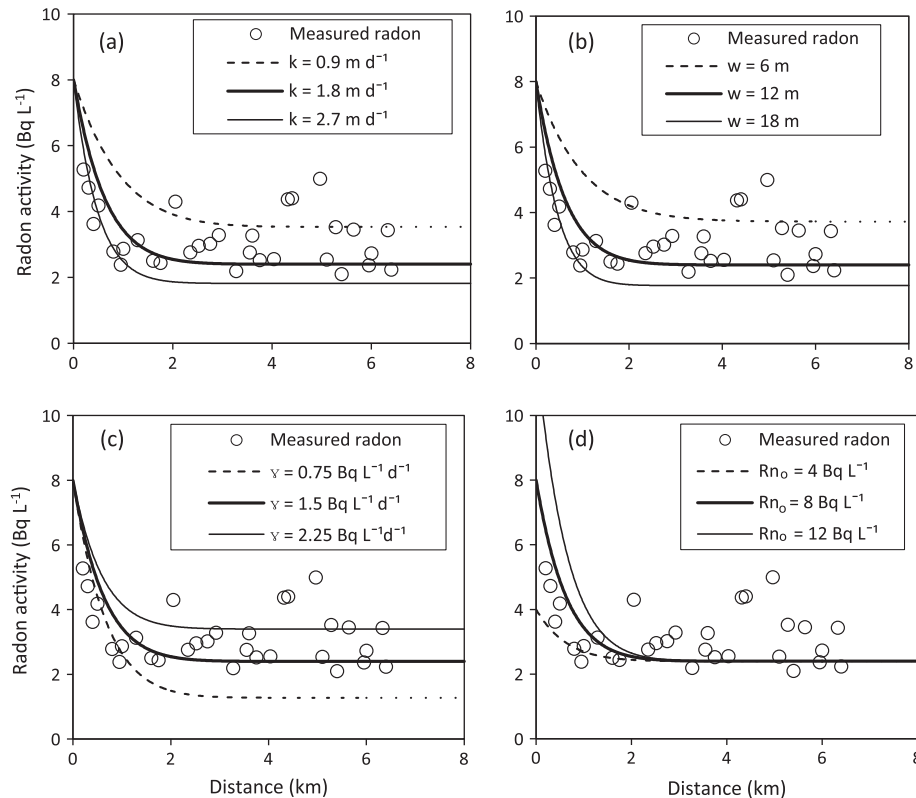 (a)
Measured radon
k = 0.9 m d⁻¹
k = 1.8 m d⁻¹
k = 2.7 m d⁻¹
Radon activity (Bq L⁻¹)
10
8
6
4
2
0
0 2 4 6 8
(b)
Measured radon
w = 6 m
w = 12 m
w = 18 m
10
8
6
4
2
0
0 2 4 6 8
(c)
Measured radon
γ = 0.75 Bq L⁻¹ d⁻¹
γ = 1.5 Bq L⁻¹ d⁻¹
γ = 2.25 Bq L⁻¹d⁻¹
Radon activity (Bq L⁻¹)
10
8
6
4
2
0
0 2 4 6 8
Distance (km)
(d)
Measured radon
Rn₀ = 4 Bq L⁻¹
Rn₀ = 8 Bq L⁻¹
Rn₀ = 12 Bq L⁻¹
10
8
6
4
2
0
0 2 4 6 8
Distance (km)